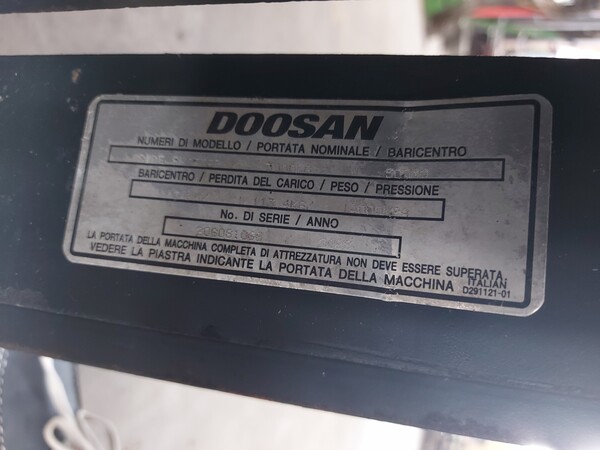 DOOSAN
NUMERI DI MODELLO / PORTATA NOMINALE / BARICENTRO
BARICENTRO / PERDITA DEL CARICO / PESO / PRESSIONE
No. DI SERIE / ANNO
LA PORTATA DELLA MACCHINA COMPLETA DI ATTREZZATURA NON DEVE ESSERE SUPERATA.
VEDERE LA PIASTRA INDICANTE LA PORTATA DELLA MACCHINA
ITALIAN
D291121-01